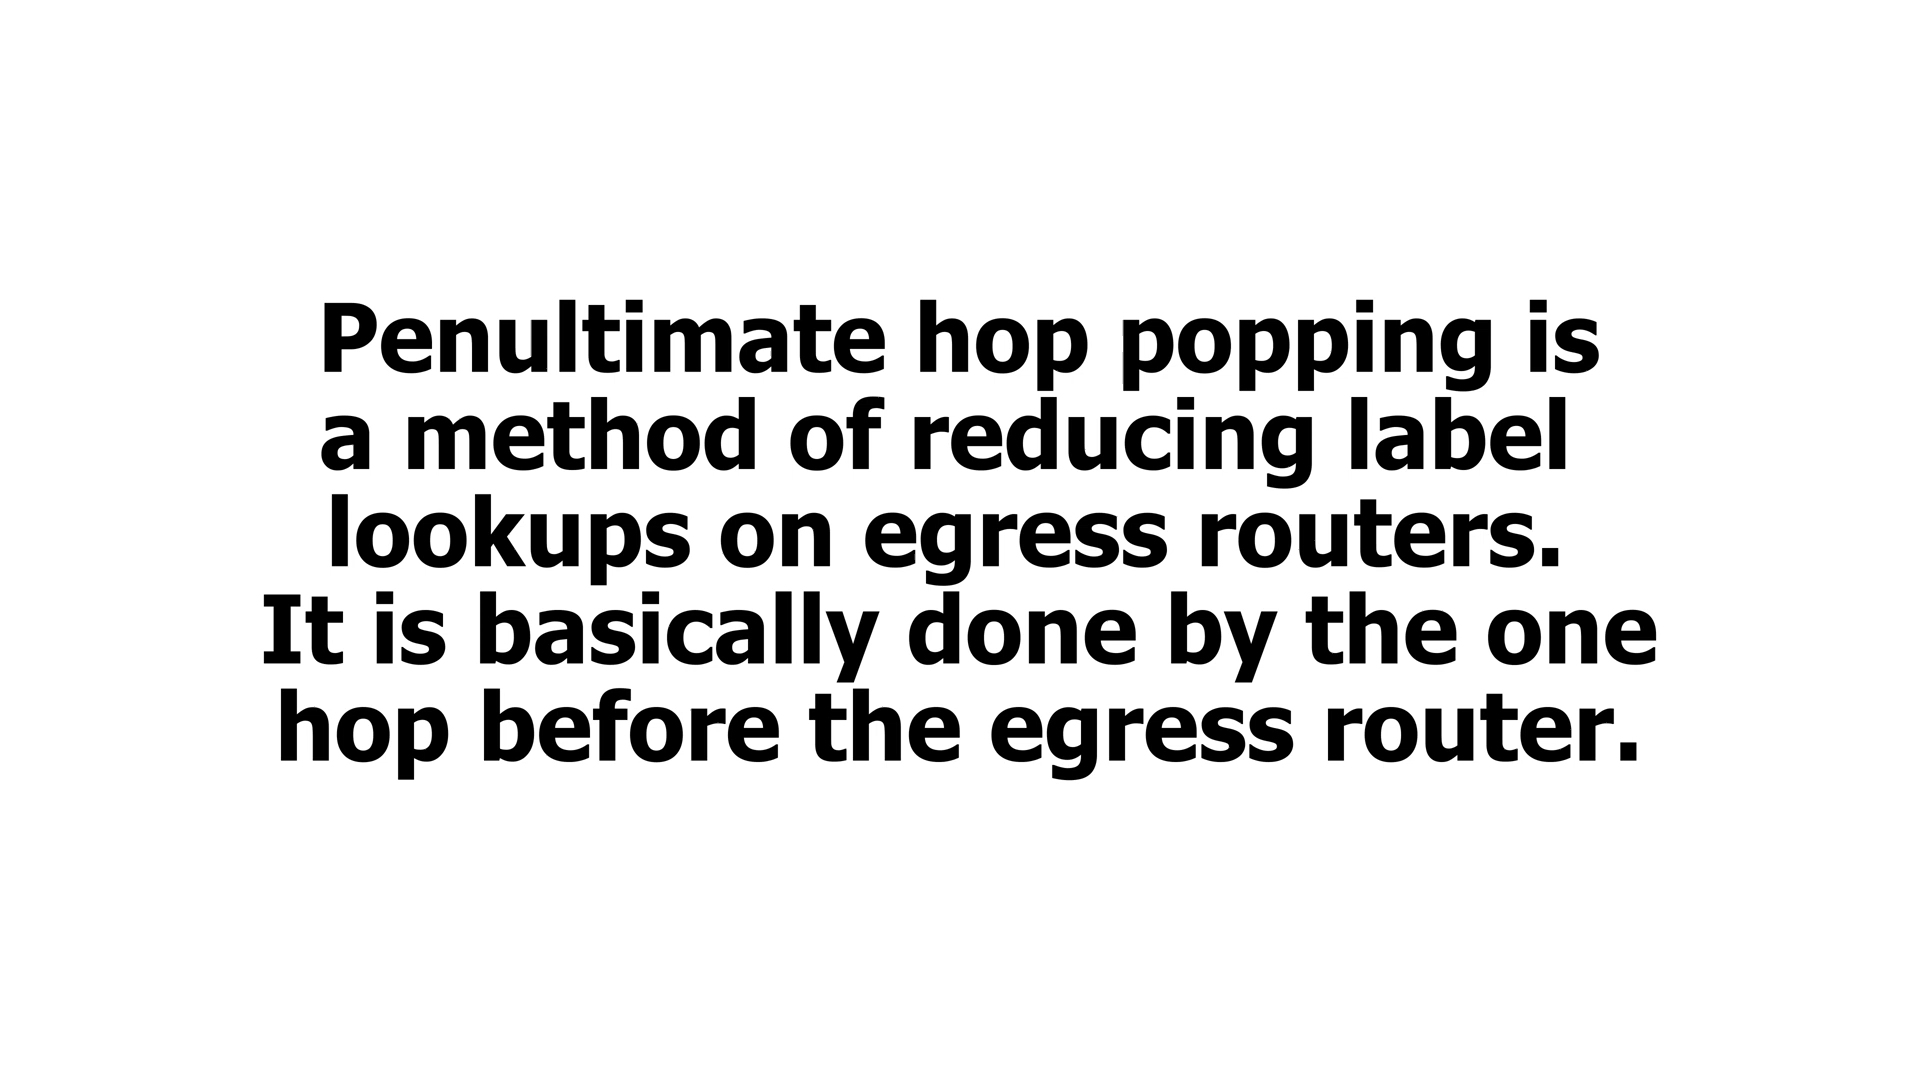 Penultimate hop popping is
a method of reducing label
lookups on egress routers.
It is basically done by the one
hop before the egress router.